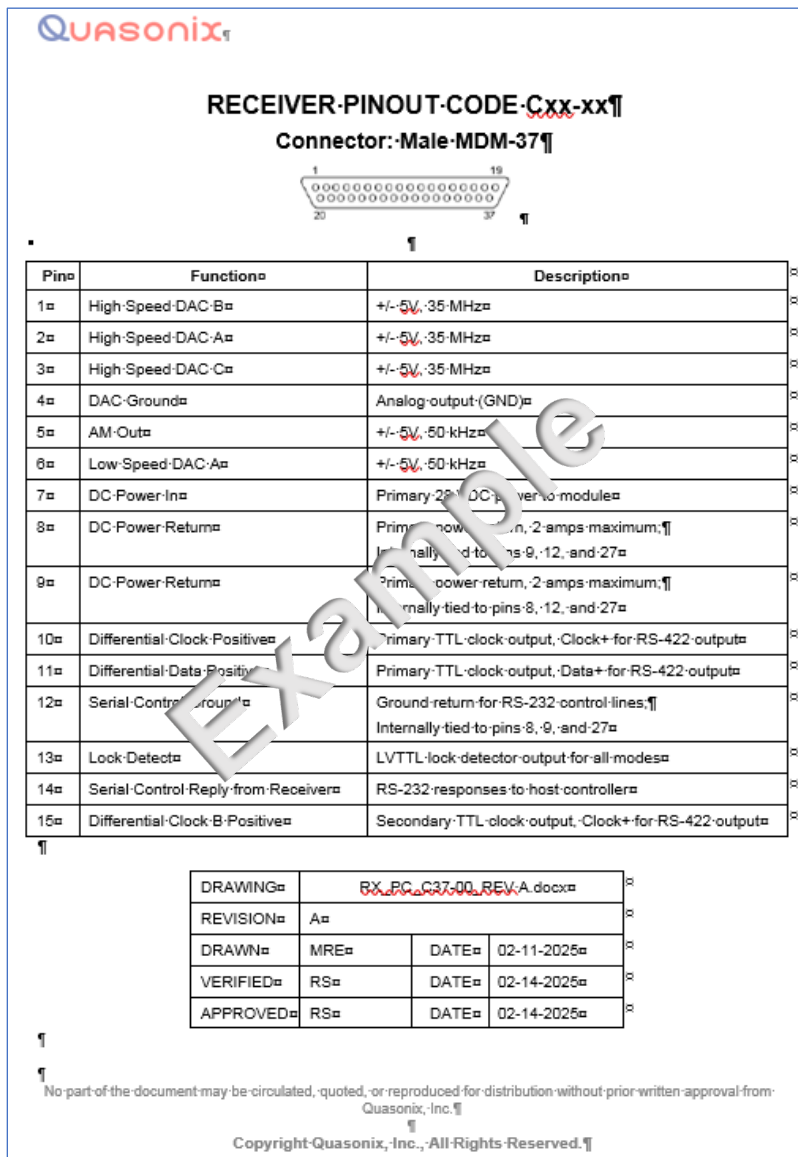 Quasonix¶
RECEIVER·PINOUT·CODE·Cxx-xx¶
Connector:·Male·MDM-37¶
1 19
20 37 ¶
¶
Pin¤ Function¤ Description¤ ¤
1¤ High·Speed·DAC·B¤ +/-·5V,·35·MHz¤ ¤
2¤ High·Speed·DAC·A¤ +/-·5V,·35·MHz¤ ¤
3¤ High·Speed·DAC·C¤ +/-·5V,·35·MHz¤ ¤
4¤ DAC·Ground¤ Analog·output·(GND)¤ ¤
5¤ AM·Out¤ +/-·5V,·50·kHz¤ ¤
6¤ Low·Speed·DAC·A¤ +/-·5V,·50·kHz¤ ¤
7¤ DC·Power·In¤ Primary·28 DC·power·to·module¤ ¤
8¤ DC·Power·Return¤ Primary power return,·2·amps·maximum;¶ ¤
Internally tied·to·pins·9,·12,·and·27¤
9¤ DC·Power·Return¤ Primary power·return,·2·amps·maximum;¶ ¤
Internally·tied·to·pins·8,·12,·and·27¤
10¤ Differential·Clock·Positive¤ Primary·TTL·clock·output,·Clock+·for·RS-422·output¤ ¤
11¤ Differential·Data·Positive Primary·TTL·clock·output,·Data+·for·RS-422·output¤ ¤
12¤ Serial·Control·Ground¤ Ground·return·for·RS-232·control·lines;¶ ¤
Internally·tied·to·pins·8,·9,·and·27¤
13¤ Lock·Detect¤ LVTTL·lock·detector·output·for·all·modes¤ ¤
14¤ Serial·Control·Reply·from·Receiver¤ RS-232·responses·to·host·controller¤ ¤
15¤ Differential·Clock·B·Positive¤ Secondary·TTL·clock·output,·Clock+·for·RS-422·output¤ ¤
Example
¶
DRAWING¤ RX_PC_C37-00_REV·A.docx¤ ¤
REVISION¤ A¤ ¤
DRAWN¤ MRE¤ DATE¤ 02-11-2025¤ ¤
VERIFIED¤ RS¤ DATE¤ 02-14-2025¤ ¤
APPROVED¤ RS¤ DATE¤ 02-14-2025¤ ¤
¶
¶
No·part·of·the·document·may·be·circulated,·quoted,·or·reproduced·for·distribution·without·prior·written·approval·from·
Quasonix,·Inc.¶
¶
Copyright·Quasonix,·Inc.,·All·Rights·Reserved.¶